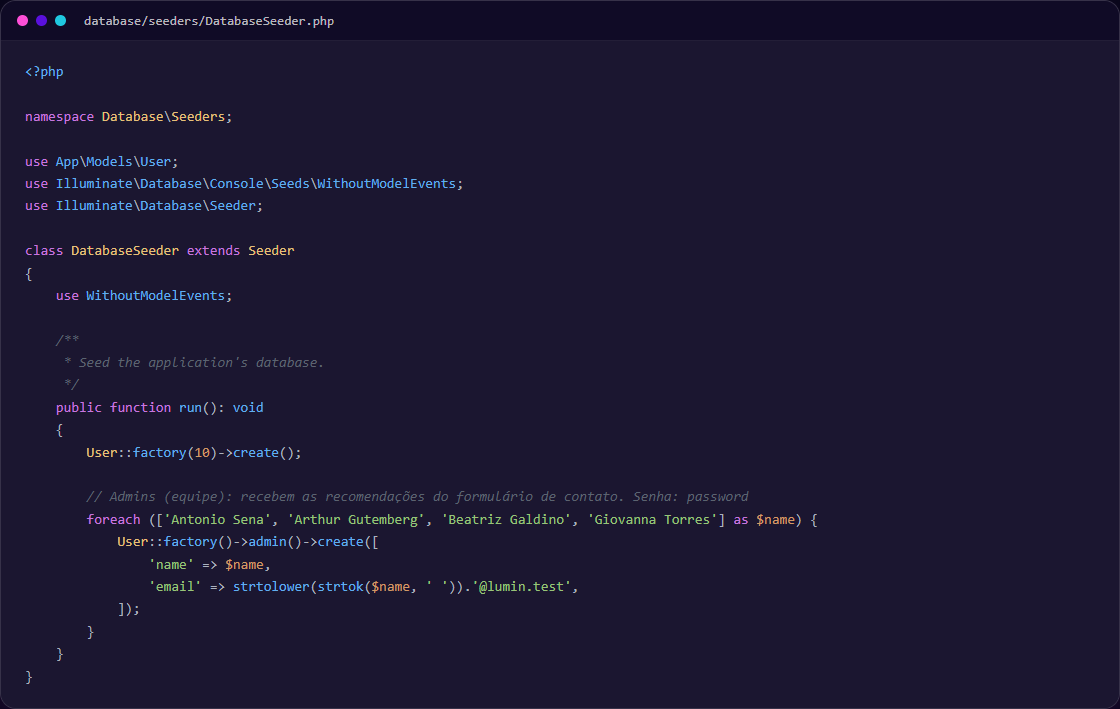 database/seeders/DatabaseSeeder.php
<?php
namespace Database\Seeders;
use App\Models\User;
use Illuminate\Database\Console\Seeds\WithoutModelEvents;
use Illuminate\Database\Seeder;
class DatabaseSeeder extends Seeder
{
    use WithoutModelEvents;
    /**
     * Seed the application's database.
     */
    public function run(): void
    {
        User::factory(10)->create();
        // Admins (equipe): recebem as recomendações do formulário de contato. Senha: password
        foreach (['Antonio Sena', 'Arthur Gutemberg', 'Beatriz Galdino', 'Giovanna Torres'] as $name) {
            User::factory()->admin()->create([
                'name' => $name,
                'email' => strtolower(strtok($name, ' ')).'@lumin.test',
            ]);
        }
    }
}